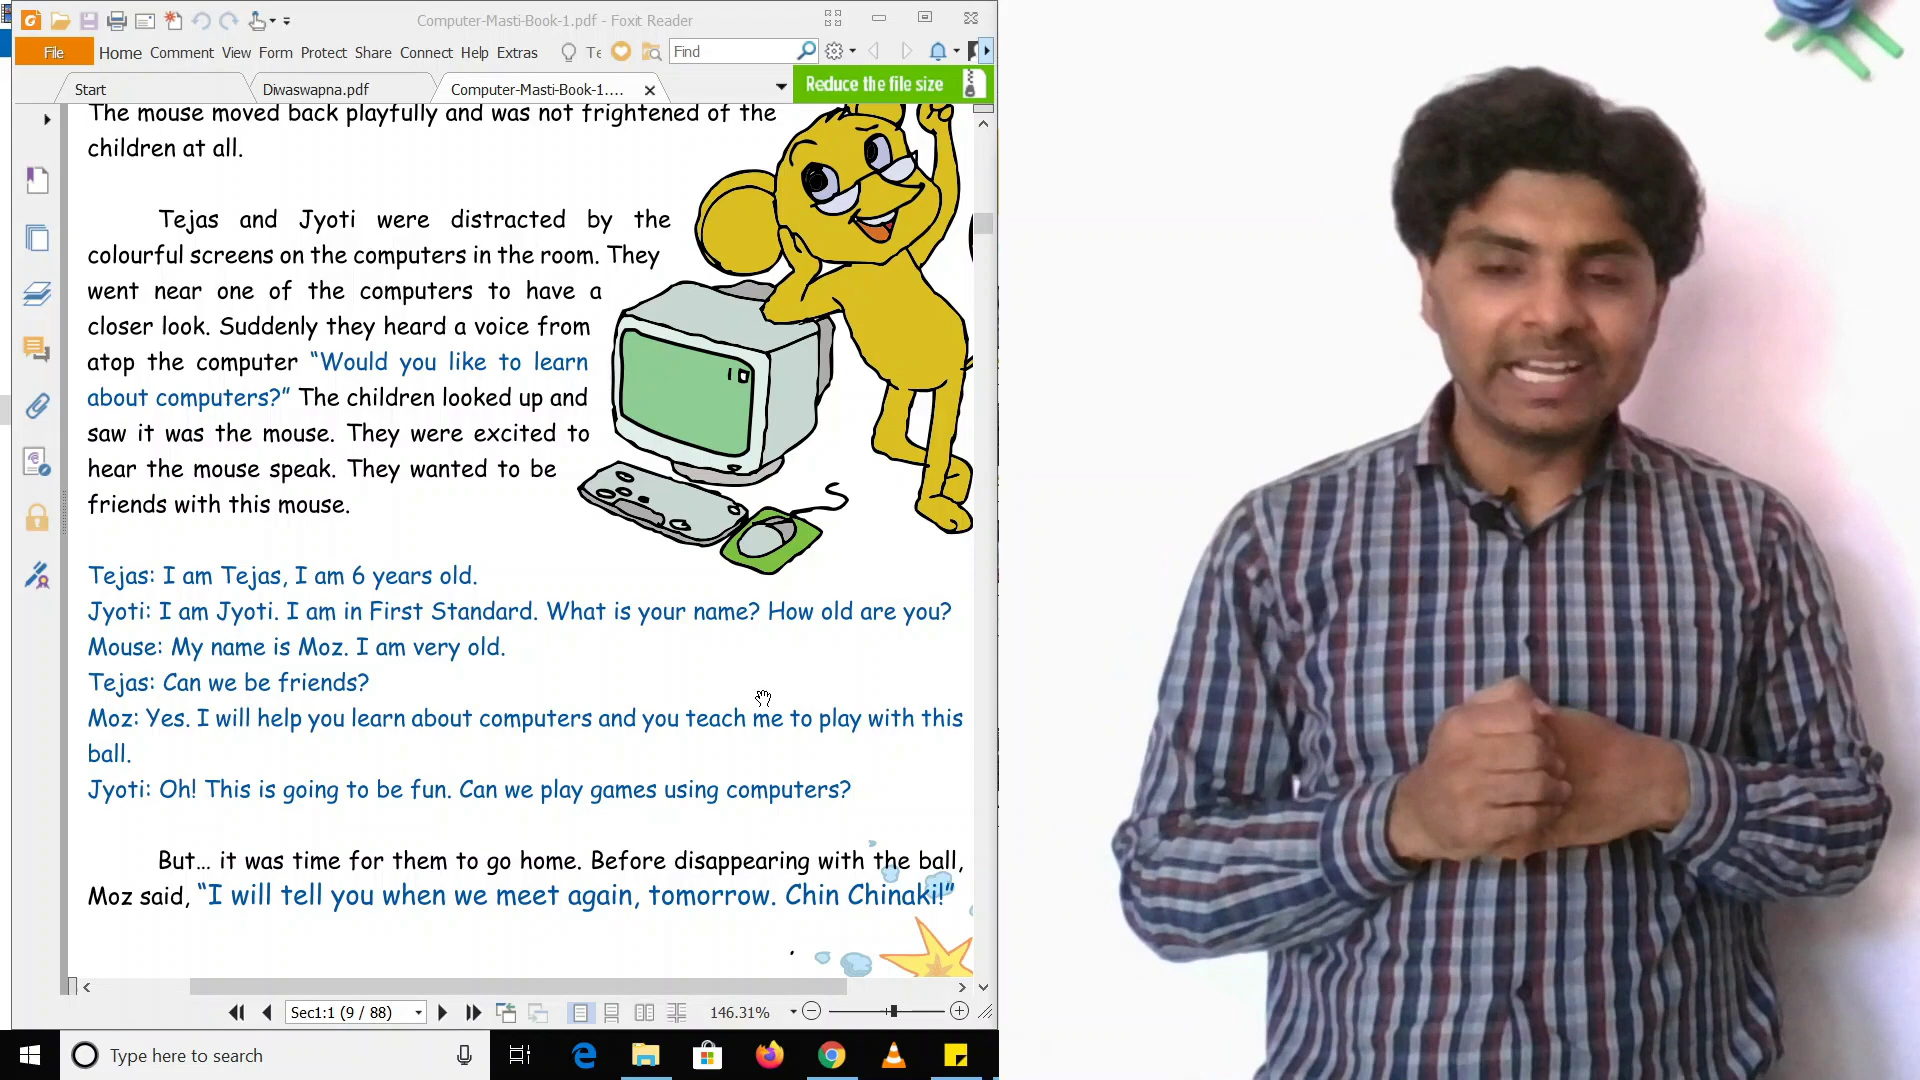 Computer-Masti-Book-1.pdf - Foxit Reader
File Home Comment View Form Protect Share Connect Help Extras Te Find
Start Diwaswapna.pdf Computer-Masti-Book-1.... Reduce the file size
The mouse moved back playfully and was not frightened of the
children at all.
Tejas and Jyoti were distracted by the
colourful screens on the computers in the room. They
went near one of the computers to have a
closer look. Suddenly they heard a voice from
atop the computer “Would you like to learn
about computers?” The children looked up and
saw it was the mouse. They were excited to
hear the mouse speak. They wanted to be
friends with this mouse.
Tejas: I am Tejas, I am 6 years old.
Jyoti: I am Jyoti. I am in First Standard. What is your name? How old are you?
Mouse: My name is Moz. I am very old.
Tejas: Can we be friends?
Moz: Yes. I will help you learn about computers and you teach me to play with this
ball.
Jyoti: Oh! This is going to be fun. Can we play games using computers?
But... it was time for them to go home. Before disappearing with the ball,
Moz said, “I will tell you when we meet again, tomorrow. Chin Chinaki!”
Sec1:1 (9 / 88) 146.31%
Type here to search